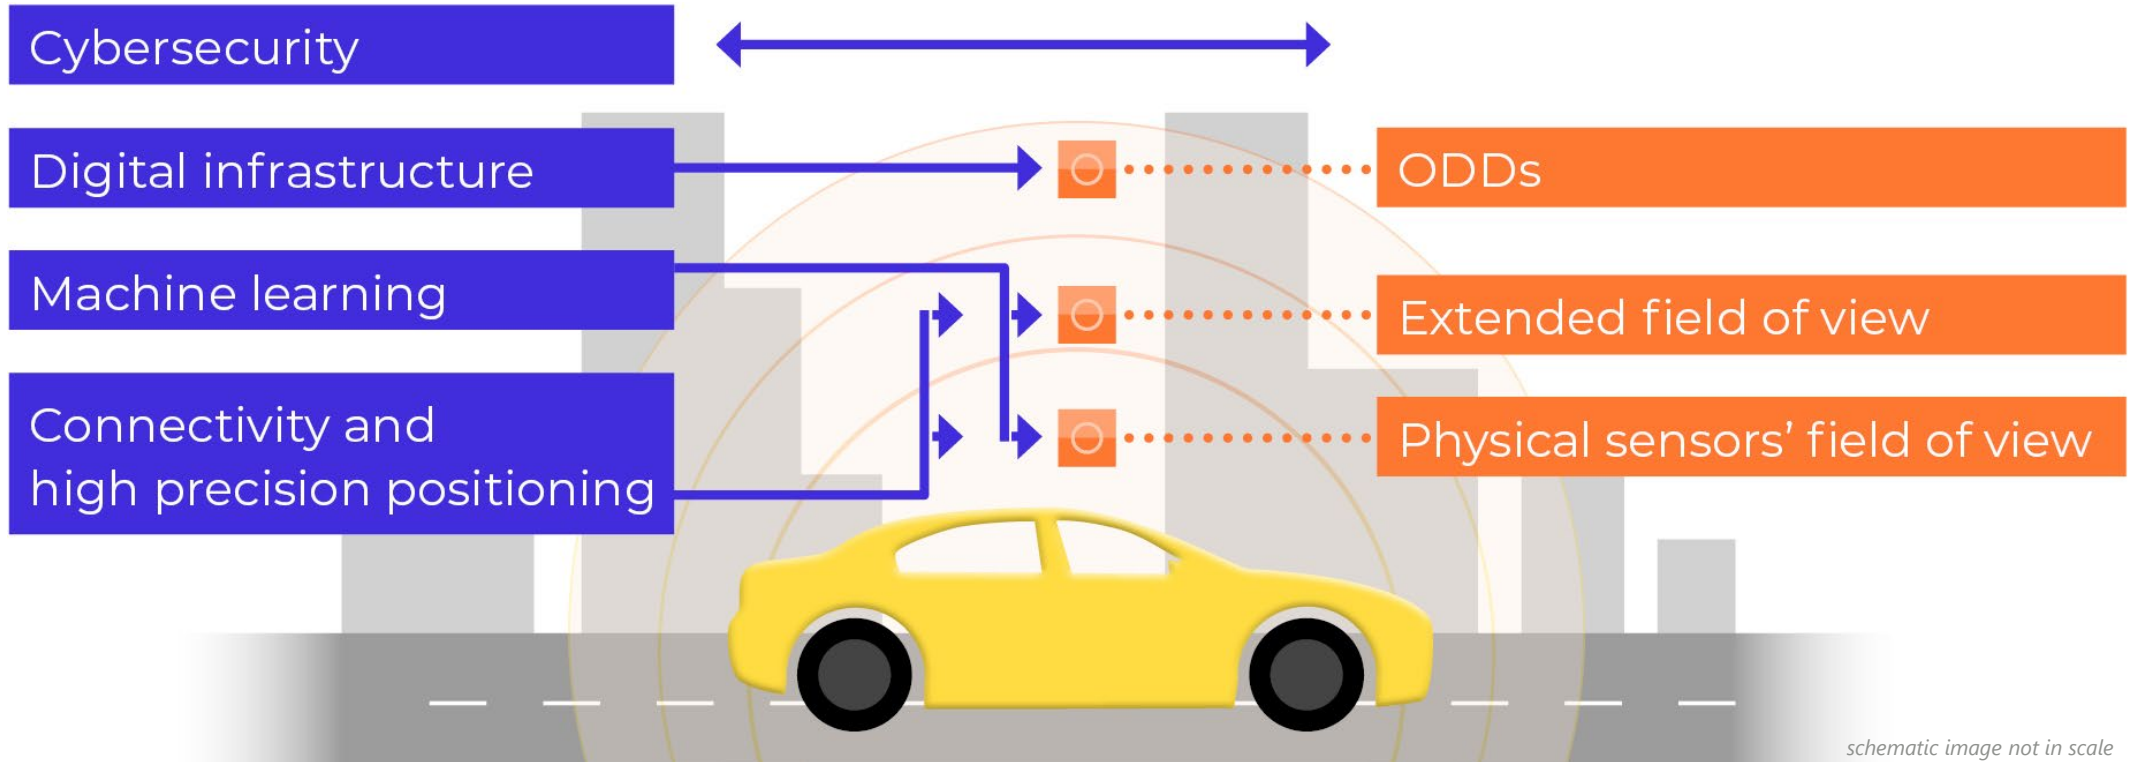 Cybersecurity
Digital infrastructure
Machine learning
Connectivity and
high precision positioning
ODDs
Extended field of view
Physical sensors’ field of view
schematic image not in scale